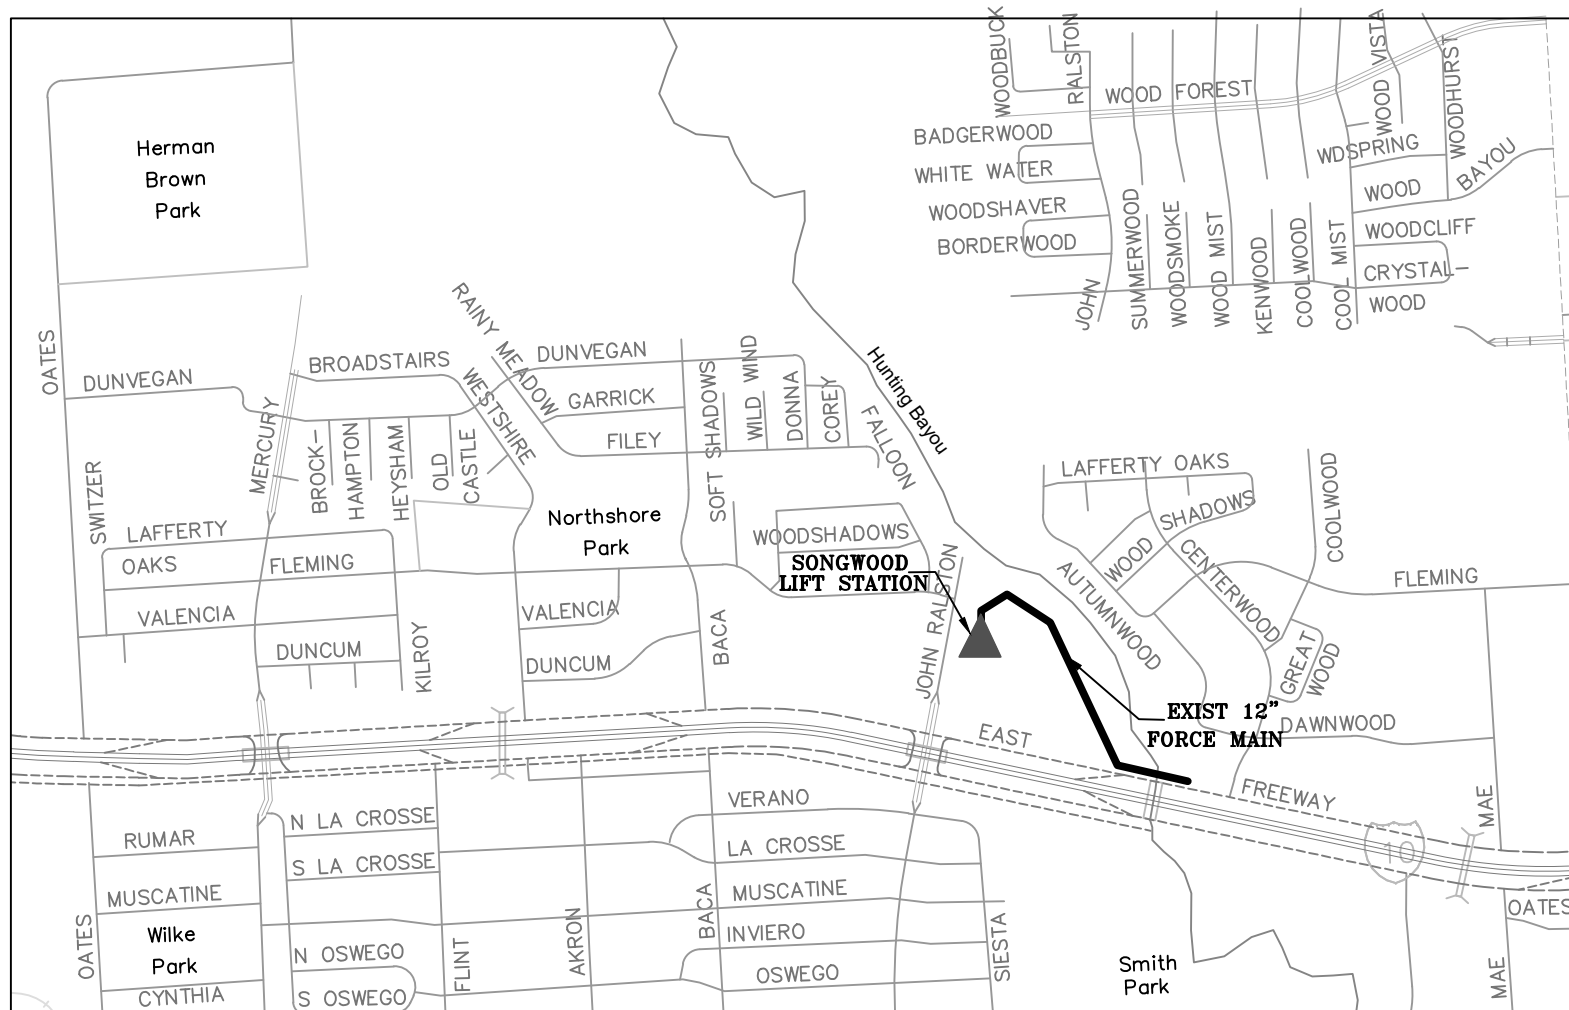 WOODBUCK
RALSTON
WOOD FOREST
WOOD VISTA
WOODHURST
BADGERWOOD
WHITE WATER
WOODSHAVER
BORDERWOOD
WDSPRING
WOOD
BAYOU
WOODCLIFF
CRYSTAL-
WOOD
JOHN
SUMMERWOOD
WOODSMOKE
WOOD MIST
KENWOOD
COOLWOOD
COOL MIST
Herman
Brown
Park
OATES
DUNVEGAN
BROADSTAIRS
RAINY MEADOW
WESTSHIRE
DUNVEGAN
GARRICK
FILEY
SOFT SHADOWS
WILD WIND
DONNA
COREY
FALLOON
Hunting Bayou
MERCURY
BROCK-
HAMPTON
HEYSHAM
OLD
CASTLE
SWITZER
LAFFERTY
OAKS
FLEMING
VALENCIA
DUNCUM
KILROY
Northshore
Park
WOODSHADOWS
SONGWOOD
LIFT STATION
VALENCIA
DUNCUM
BACA
JOHN RALSTON
LAFFERTY OAKS
WOOD SHADOWS
COOLWOOD
CENTERWOOD
AUTUMNWOOD
FLEMING
GREAT
WOOD
DAWNWOOD
EXIST 12”
FORCE MAIN
EAST
FREEWAY
10
MAE
RUMAR
MUSCATINE
OATES
Wilke
Park
CYNTHIA
N LA CROSSE
S LA CROSSE
N OSWEGO
S OSWEGO
FLINT
AKRON
BACA
VERANO
LA CROSSE
MUSCATINE
INVIERO
OSWEGO
SIESTA
Smith
Park
OATES
MAE